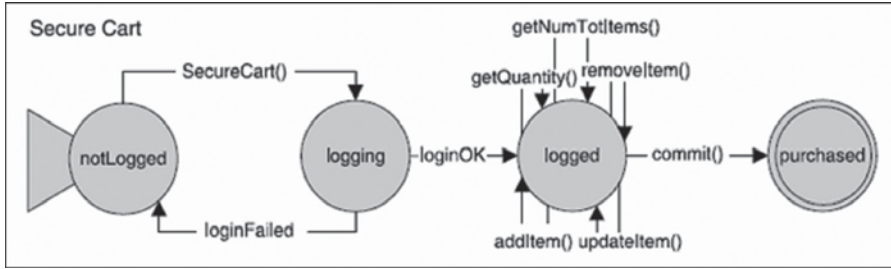 Secure Cart
getNumTotItems()
SecureCart()
getQuantity() removeItem()
notLogged
logging
loginOK
logged
commit()
purchased
loginFailed
addItem() updateItem()